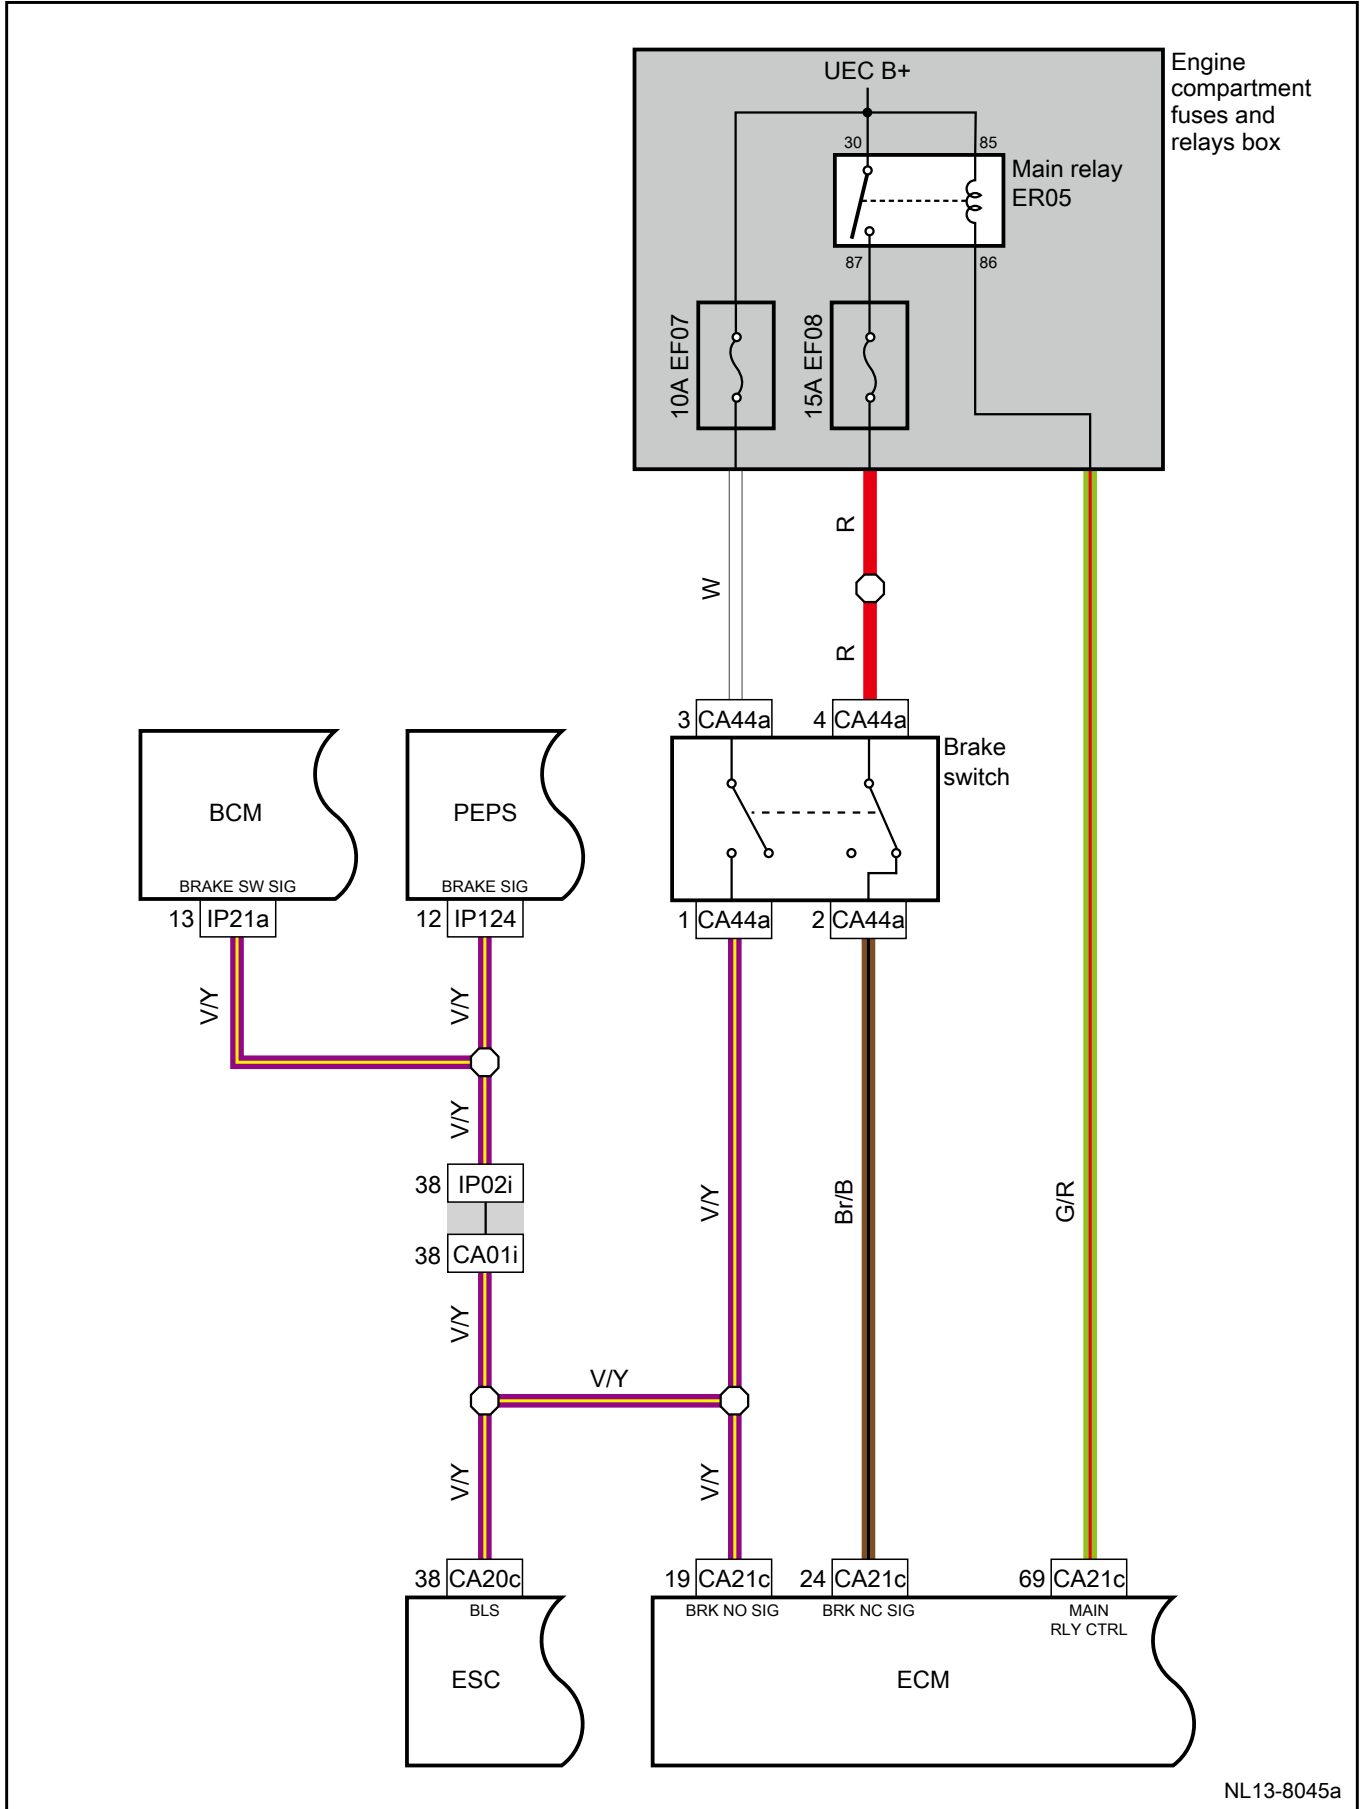 UEC B+
Engine
compartment
fuses and
relays box
30
85
Main relay
ER05
87
86
10A EF07
15A EF08
W
R
R
3 CA44a
4 CA44a
Brake
switch
BCM
BRAKE SW SIG
13 IP21a
PEPS
BRAKE SIG
12 IP124
1 CA44a
2 CA44a
V/Y
V/Y
V/Y
38 IP02i
38 CA01i
V/Y
V/Y
Br/B
G/R
V/Y
V/Y
V/Y
38 CA20c
BLS
ESC
19 CA21c
BRK NO SIG
24 CA21c
BRK NC SIG
69 CA21c
MAIN
RLY CTRL
ECM
NL13-8045a